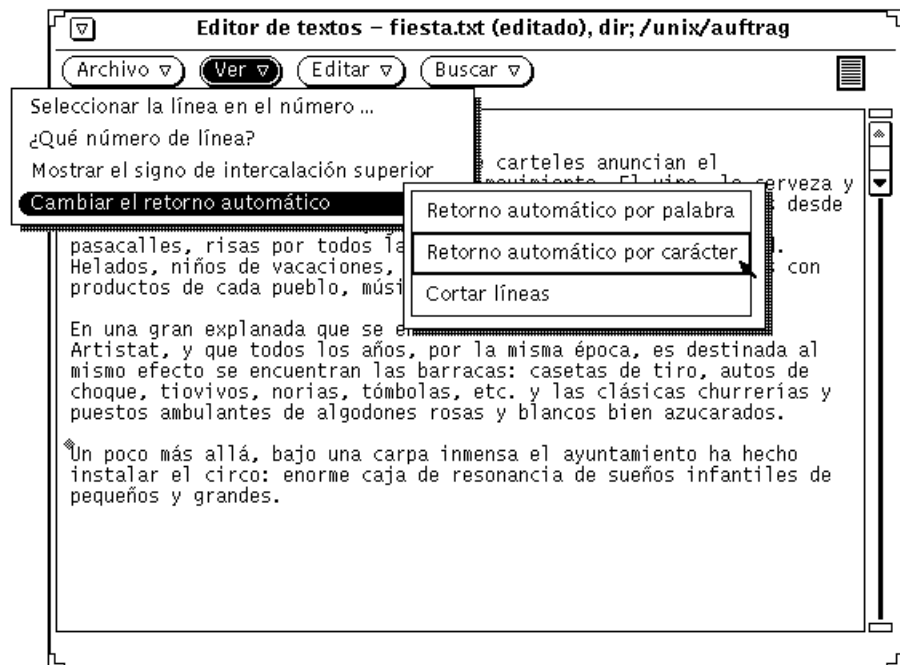 Editor de textos – fiesta.txt (editado), dir; /unix/auftrag
Archivo Ver Editar Buscar
Seleccionar la línea en el número ...
¿Qué número de línea?
Mostrar el signo de intercalación superior
Cambiar el retorno automático
Retorno automático por palabra
Retorno automático por carácter
Cortar líneas
carteles anuncian el
cerveza y
desde
pasacalles, risas por todos
Helados, niños de vacaciones, con
productos de cada pueblo,
En una gran explanada que se
Artistat, y que todos los años, por la misma época, es destinada al
mismo efecto se encuentran las barracas: casetas de tiro, autos de
choque, tiovivos, norias, tómbolas, etc. y las clásicas churrerías y
puestos ambulantes de algodones rosas y blancos bien azucarados.
Un poco más allá, bajo una carpa inmensa el ayuntamiento ha hecho
instalar el circo: enorme caja de resonancia de sueños infantiles de
pequeños y grandes.